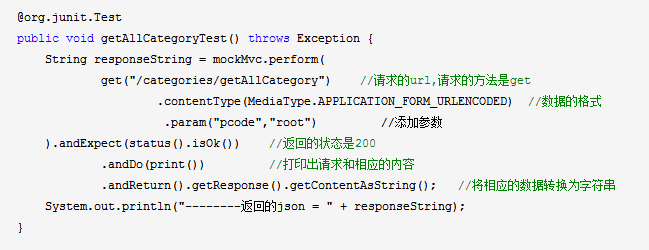 @org.junit.Test
public void getAllCategoryTest() throws Exception {
String responseString = mockMvc.perform(
get("/categories/getAllCategory") //请求的url,请求的方法是get
.contentType(MediaType.APPLICATION_FORM_URLENCODED) //数据的格式
.param("pcode","root") //添加参数
).andExpect(status().isOk()) //返回的状态是200
.andDo(print()) //打印出请求和相应的内容
.andReturn().getResponse().getContentAsString(); //将相应的数据转换为字符串
System.out.println("--------返回的json = " + responseString);
}